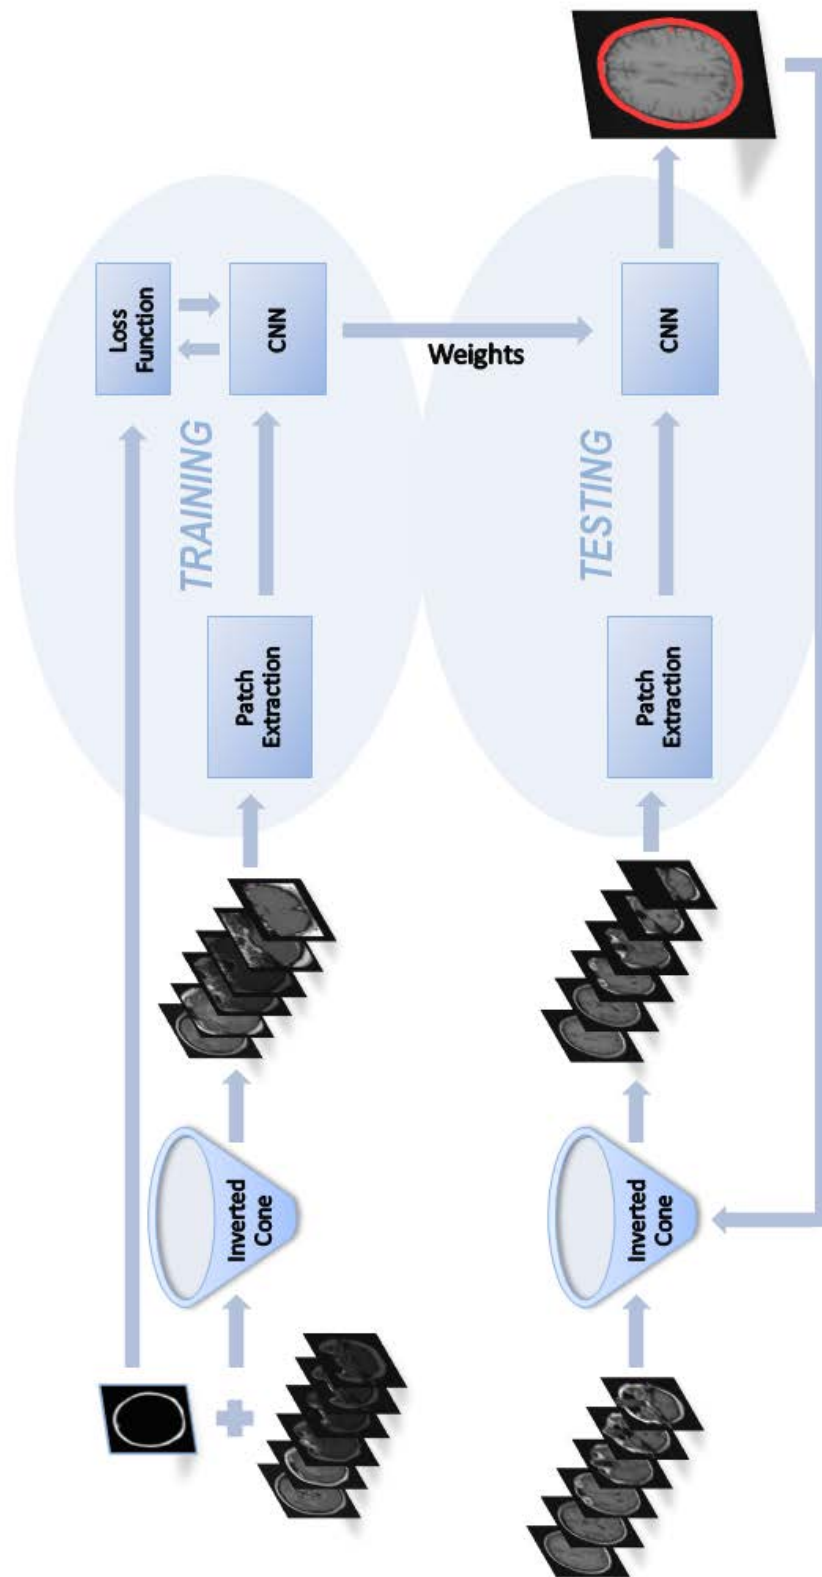 Inverted
Cone
Patch
Extraction
TRAINING
CNN
Loss
Function
Weights
Inverted
Cone
Patch
Extraction
TESTING
CNN